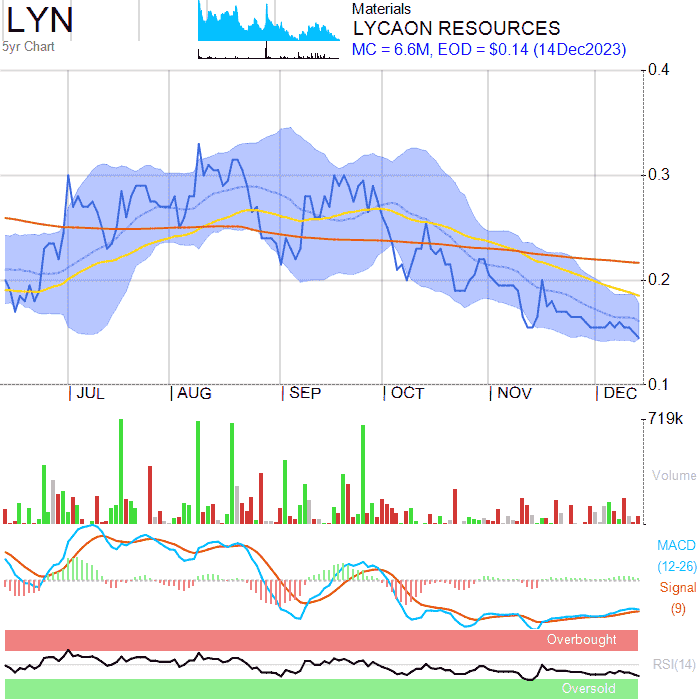 LYN
5yr Chart
Materials
LYCAON RESOURCES
MC = 6.6M, EOD = $0.14 (14Dec2023)
0.4
0.3
0.2
0.1
JUL AUG SEP OCT NOV DEC
719k
Volume
MACD
(12-26)
Signal
(9)
Overbought
RSI(14)
Oversold